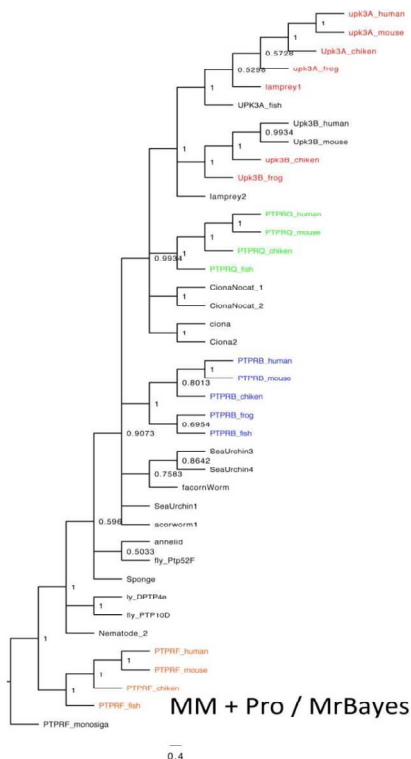 upk3A_human
1
upk3A_mouse
1
Upk3A_chiken
0.5728
upk3A_frog
0.5298
lamprey1
1
UPK3A_fish
1
Upk3B_human
0.9934
Upk3B_mouse
1
upk3B_chiken
1
Upk3B_frog
lamprey2
PTPRQ_human
1
PTPRQ_mouse
1
PTPRQ_chiken
1
0.9934
PTPRQ_fish
CionaNocat_1
1
CionaNocat_2
ciona
1
Ciona2
PTPRB_human
1
PTPRB_mouse
0.8013
PTPRB_chiken
1
PTPRB_frog
0.6954
PTPRB_fish
0.9073
SeaUrchin3
0.8642
SeaUrchin4
0.7583
facornWorm
SeaUrchin1
0.596
acorworm1
annelid
0.5033
fly_Ptp52F
Sponge
1
ly_DPTP4e
1
fly_PTP10D
Nematode_2
1
PTPRF_human
1
PTPRF_mouse
1
PTPRF_chiken
1
PTPRF_fish
MM + Pro / MrBayes
PTPRF_monosiga
0.4